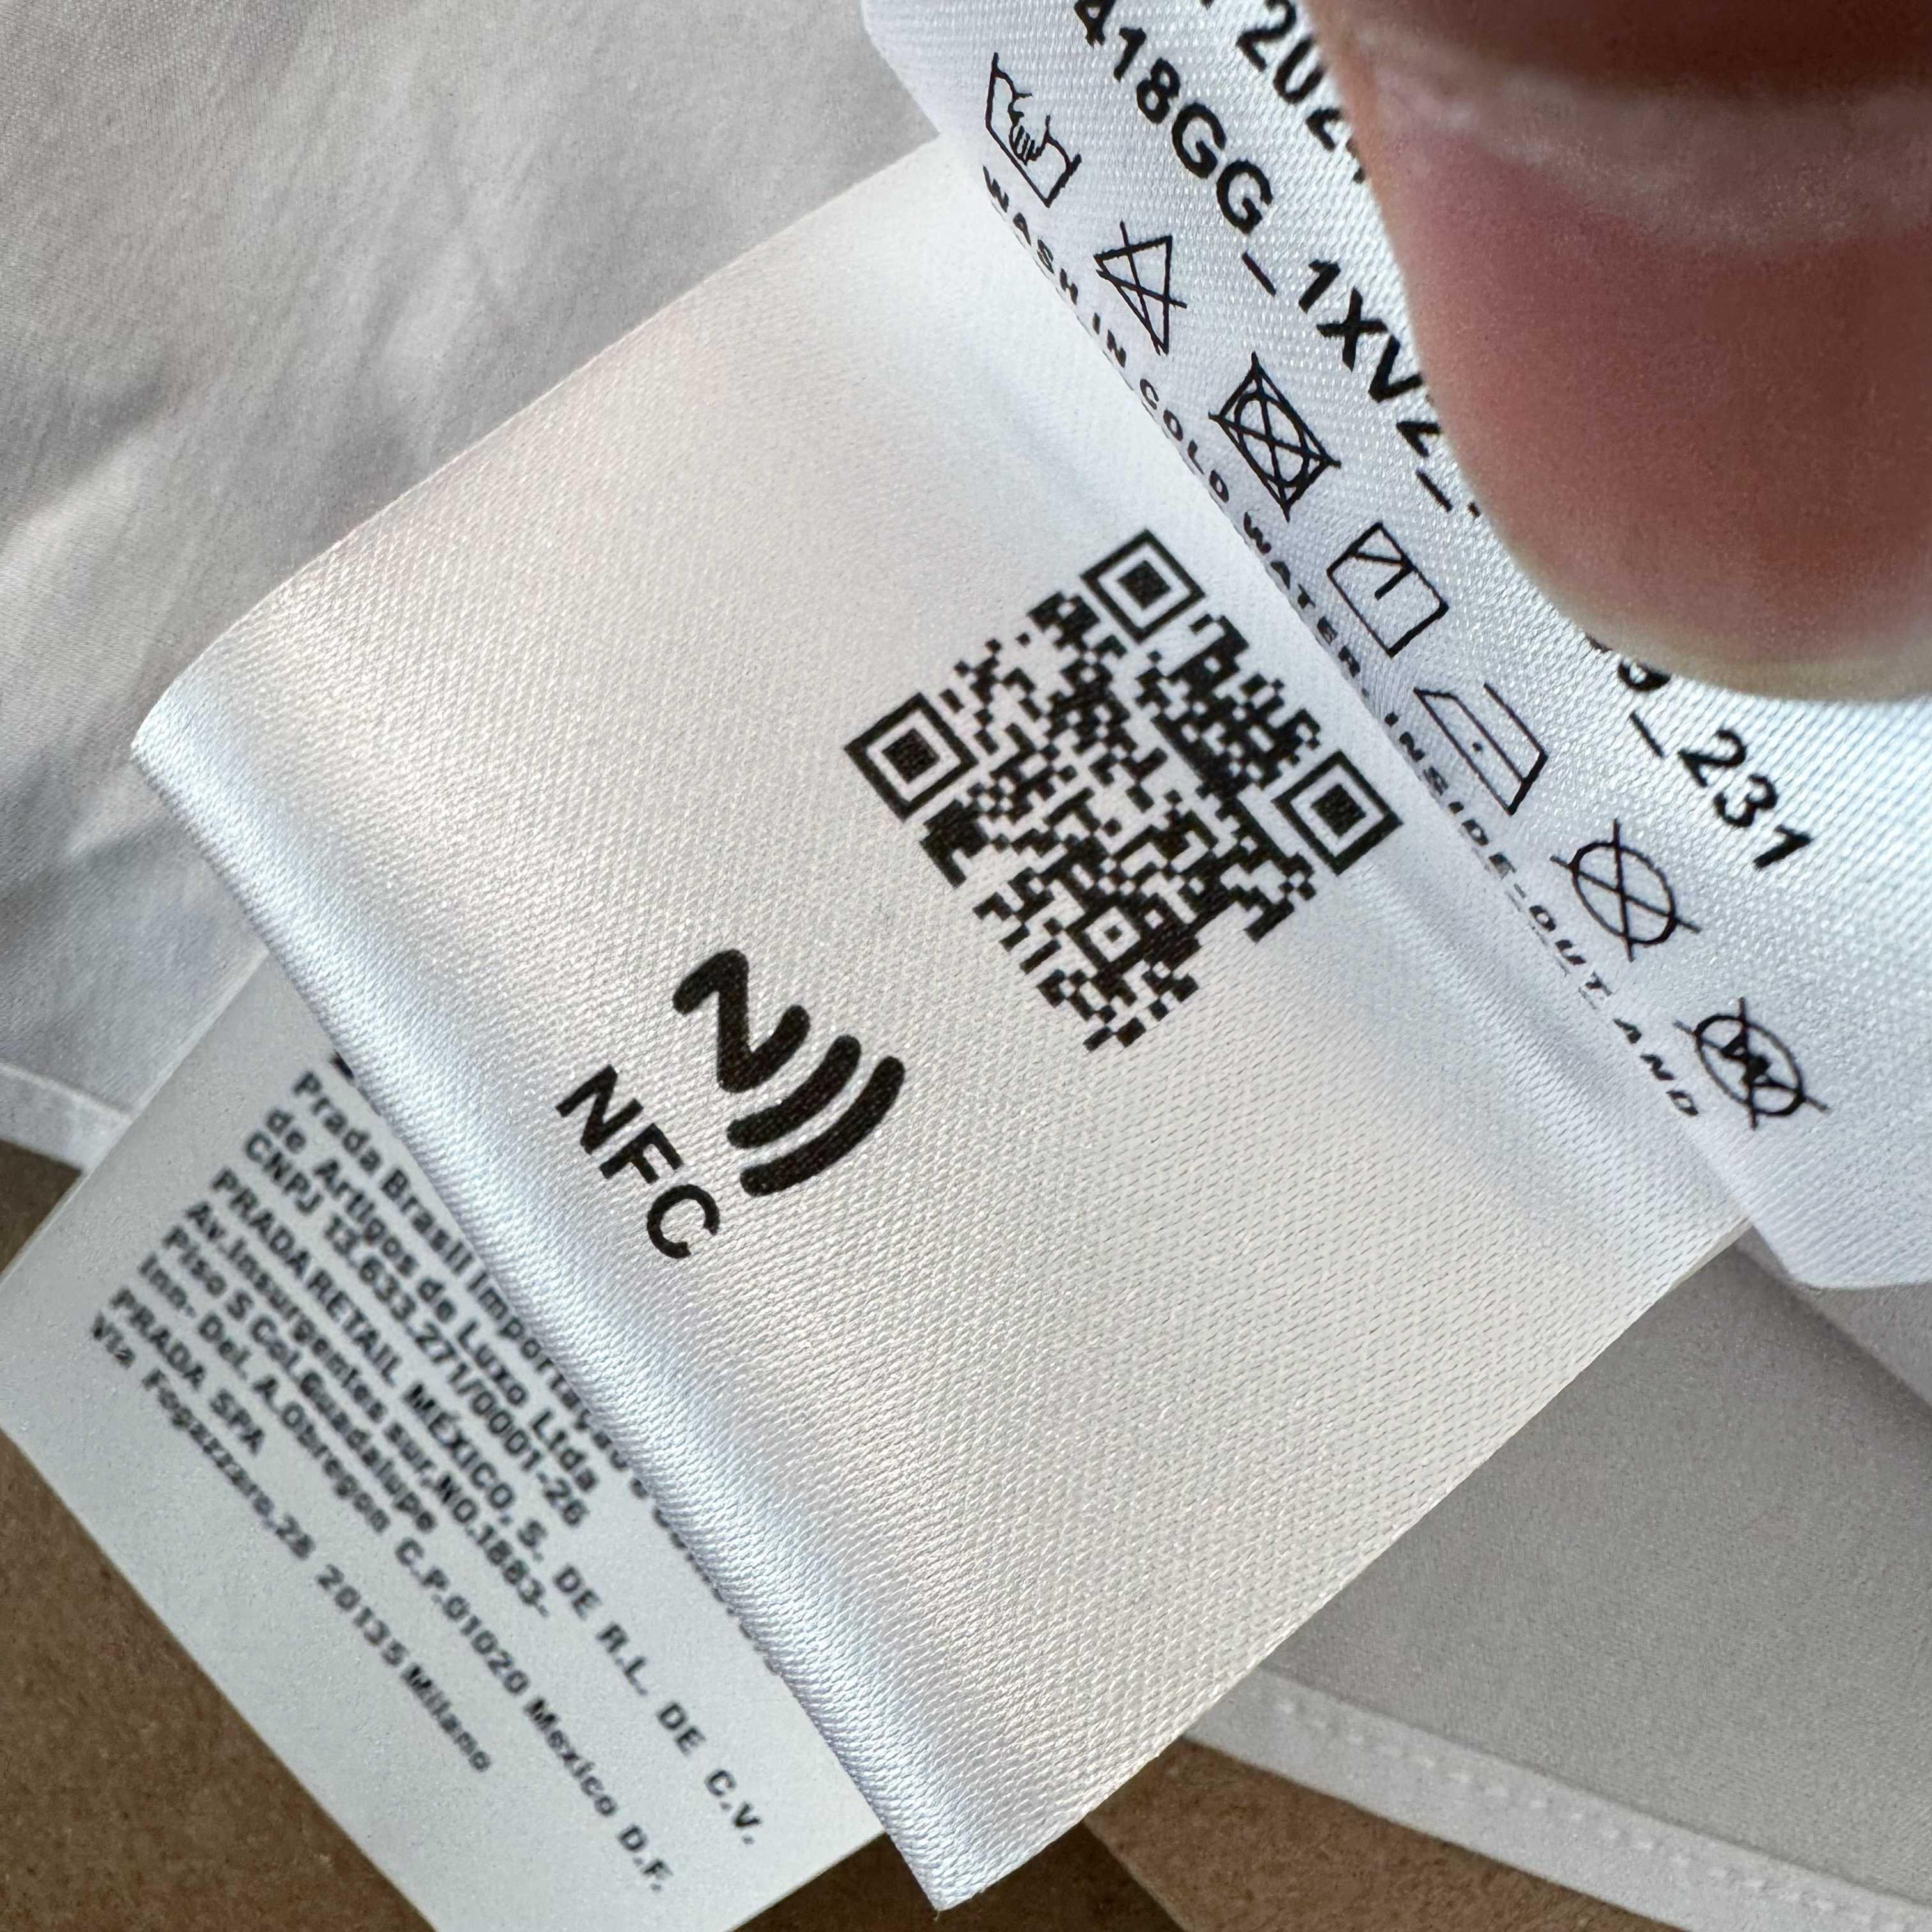 418GG_1XV
_231
WASH IN COLD WATER, INSIDE-OUT AND
NFC
Prada Brasil Importação e
de Artigos de Luxo Ltda
CNPJ 13.633.271/0001-26
PRADA RETAIL MÉXICO, S. DE R.L. DE C.V.
Av.Insurgentes sur,NO.1883-
Piso 5 Col.Guadalupe
Inn- Del. A.Obregon C.P.01020 Mexico D.F.
PRADA SPA
Via Fogazzaro,28 20135 Milano